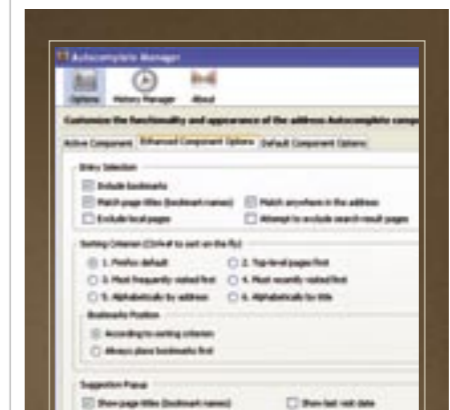 Autocomplete Manager
Options History Manager About
Customize the functionality and appearance of the address Autocomplete
Active Component Enhanced Component Options Default Component Options
Entry Selection
Include bookmarks
Match page titles (bookmart names) Match anywhere in the address
Exclude local pages Attempt to exclude search result pages
Sorting Criterion (Ctrl+# to sort on the fly)
1. Firefox default 2. Top-level pages first
3. Most frequently visited first 4. Most recently visited first
5. Alphabetically by address 6. Alphabetically by title
Bookmarks Position
According to sorting criterion
Always place bookmarks first
Suggestion Popup
Show page titles (bookmart names) Show last visit date